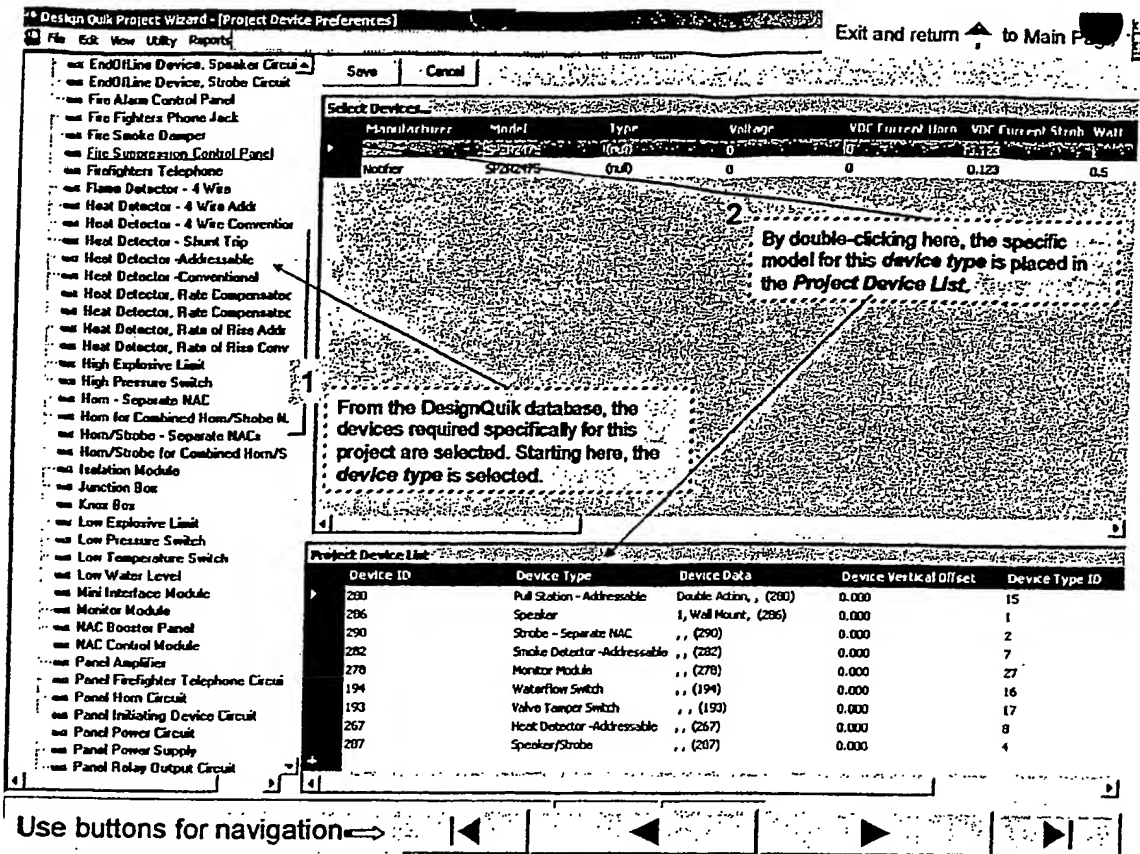 Design Quik Project Wizard - [Project Device Preferences]
File Edit View Utility Reports
Exit and return to Main
EndOfLine Device, Speaker Circui
EndOfLine Device, Strobe Circuit
Fire Alarm Control Panel
Fire Fighters Phone Jack
Fire Smoke Damper
Fire Suppression Control Panel
Firefighters Telephone
Flame Detector - 4 Wire
Heat Detector - 4 Wire Addr
Heat Detector - 4 Wire Convention
Heat Detector - Shunt Trip
Heat Detector -Addressable
Heat Detector -Conventional
Heat Detector, Rate Compensatec
Heat Detector, Rate Compensatec
Heat Detector, Rate of Rise Addr
Heat Detector, Rate of Rise Conv
High Explosive Limit
High Pressure Switch
Horn - Separate NAC
Horn for Combined Horn/Strobe N.
Horn/Strobe - Separate NACs
Horn/Strobe for Combined Horn/S
Isolation Module
Junction Box
Knox Box
Low Explosive Limit
Low Pressure Switch
Low Temperature Switch
Low Water Level
Mini Interface Module
Monitor Module
NAC Booster Panel
NAC Control Module
Panel Amplifier
Panel Firefighter Telephone Circui
Panel Horn Circuit
Panel Initiating Device Circuit
Panel Power Circuit
Panel Power Supply
Panel Relay Output Circuit
Save Cancel
Select Devices...
Manufacturer Model Type Voltage VDC Current Horn VDC Current Strob Watt
(null) 0 0 0.123
Notifier (null) 0 0 0.123 0.5
2
By double-clicking here, the specific
model for this device type is placed in
the Project Device List.
1
From the DesignQuik database, the
devices required specifically for this
project are selected. Starting here, the
device type is selected.
Project Device List
Device ID Device Type Device Data Device Vertical Offset Device Type ID
280 Pull Station - Addressable Double Action, , (280) 0.000 15
286 Speaker 1, Wall Mount, (286) 0.000 1
290 Strobe - Separate NAC , , (290) 0.000 2
282 Smoke Detector -Addressable , , (282) 0.000 7
278 Monitor Module , , (278) 0.000 27
194 Waterflow Switch , , (194) 0.000 16
193 Valve Tamper Switch , , (193) 0.000 17
267 Heat Detector -Addressable , , (267) 0.000 8
287 Speaker/Strobe , , (287) 0.000 4
Use buttons for navigation